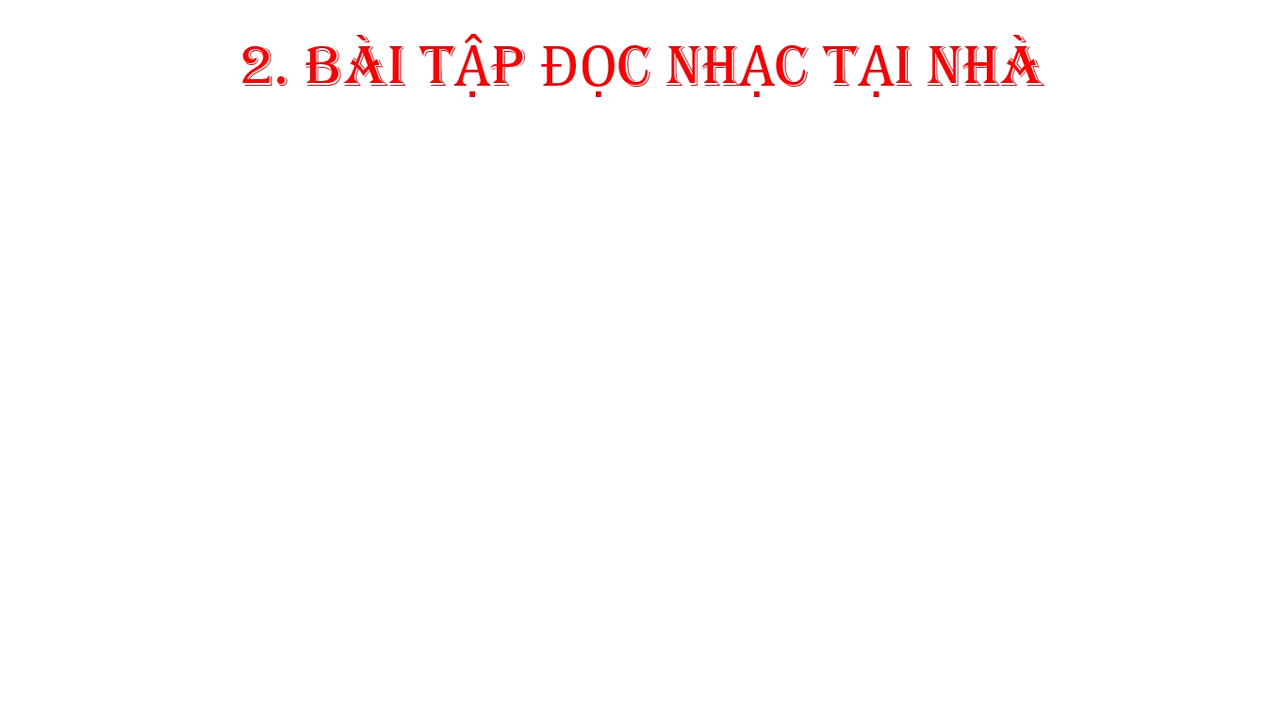 2. BÀI TẬP ĐỌC NHẠC TẠI NHÀ